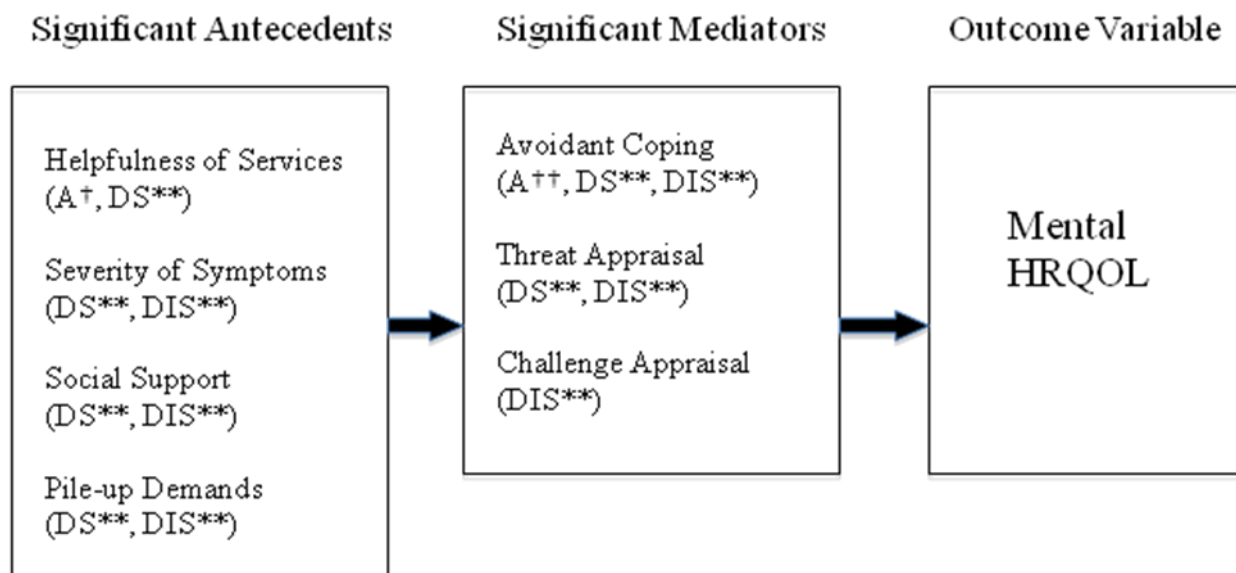 Significant Antecedents
Significant Mediators
Outcome Variable
Helpfulness of Services
(A†, DS**)
Severity of Symptoms
(DS**, DIS**)
Social Support
(DS**, DIS**)
Pile-up Demands
(DS**, DIS**)
Avoidant Coping
(A††, DS**, DIS**)
Threat Appraisal
(DS**, DIS**)
Challenge Appraisal
(DIS**)
Mental
HRQOL